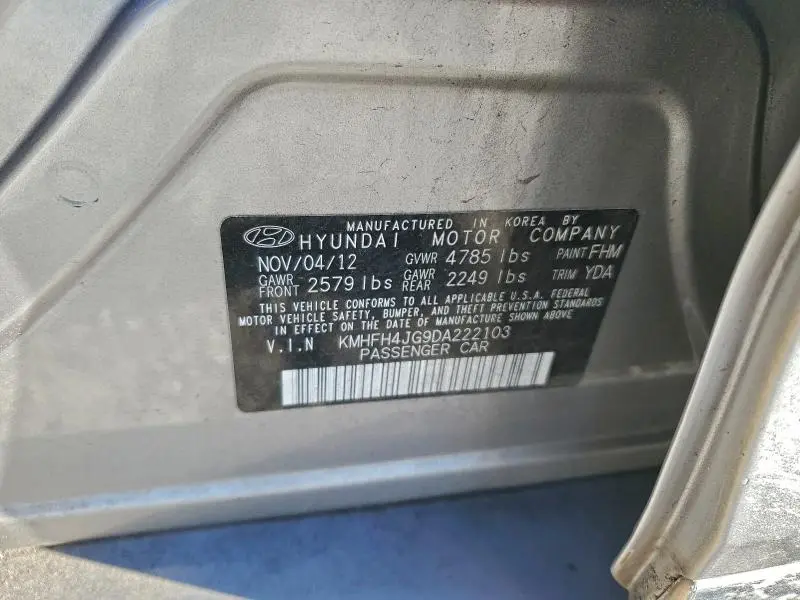 MANUFACTURED IN KOREA BY
HYUNDAI MOTOR COMPANY
NOV/04/12 GVWR 4785 lbs PAINT FHM
GAWR FRONT 2579 lbs GAWR REAR 2249 lbs TRIM YDA
THIS VEHICLE CONFORMS TO ALL APPLICABLE U.S.A. FEDERAL
MOTOR VEHICLE SAFETY, BUMPER, AND THEFT PREVENTION STANDARDS
IN EFFECT ON THE DATE OF MANUFACTURE SHOWN ABOVE.
V.I.N KMHFH4JG9DA222103
PASSENGER CAR